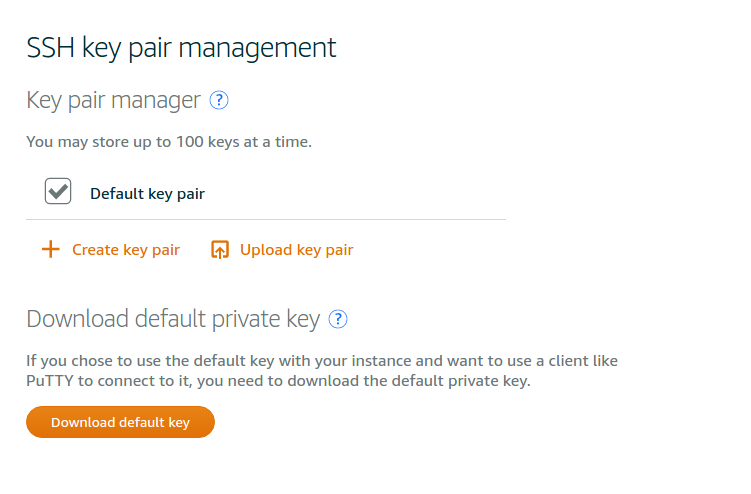 SSH key pair management
Key pair manager ?
You may store up to 100 keys at a time.
Default key pair
Create key pair Upload key pair
Download default private key ?
If you chose to use the default key with your instance and want to use a client like
PuTTY to connect to it, you need to download the default private key.
Download default key